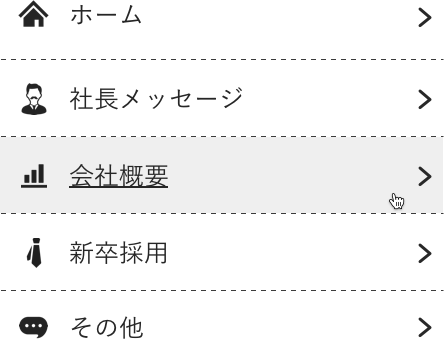 ホーム
社長メッセージ
会社概要
新卒採用
その他